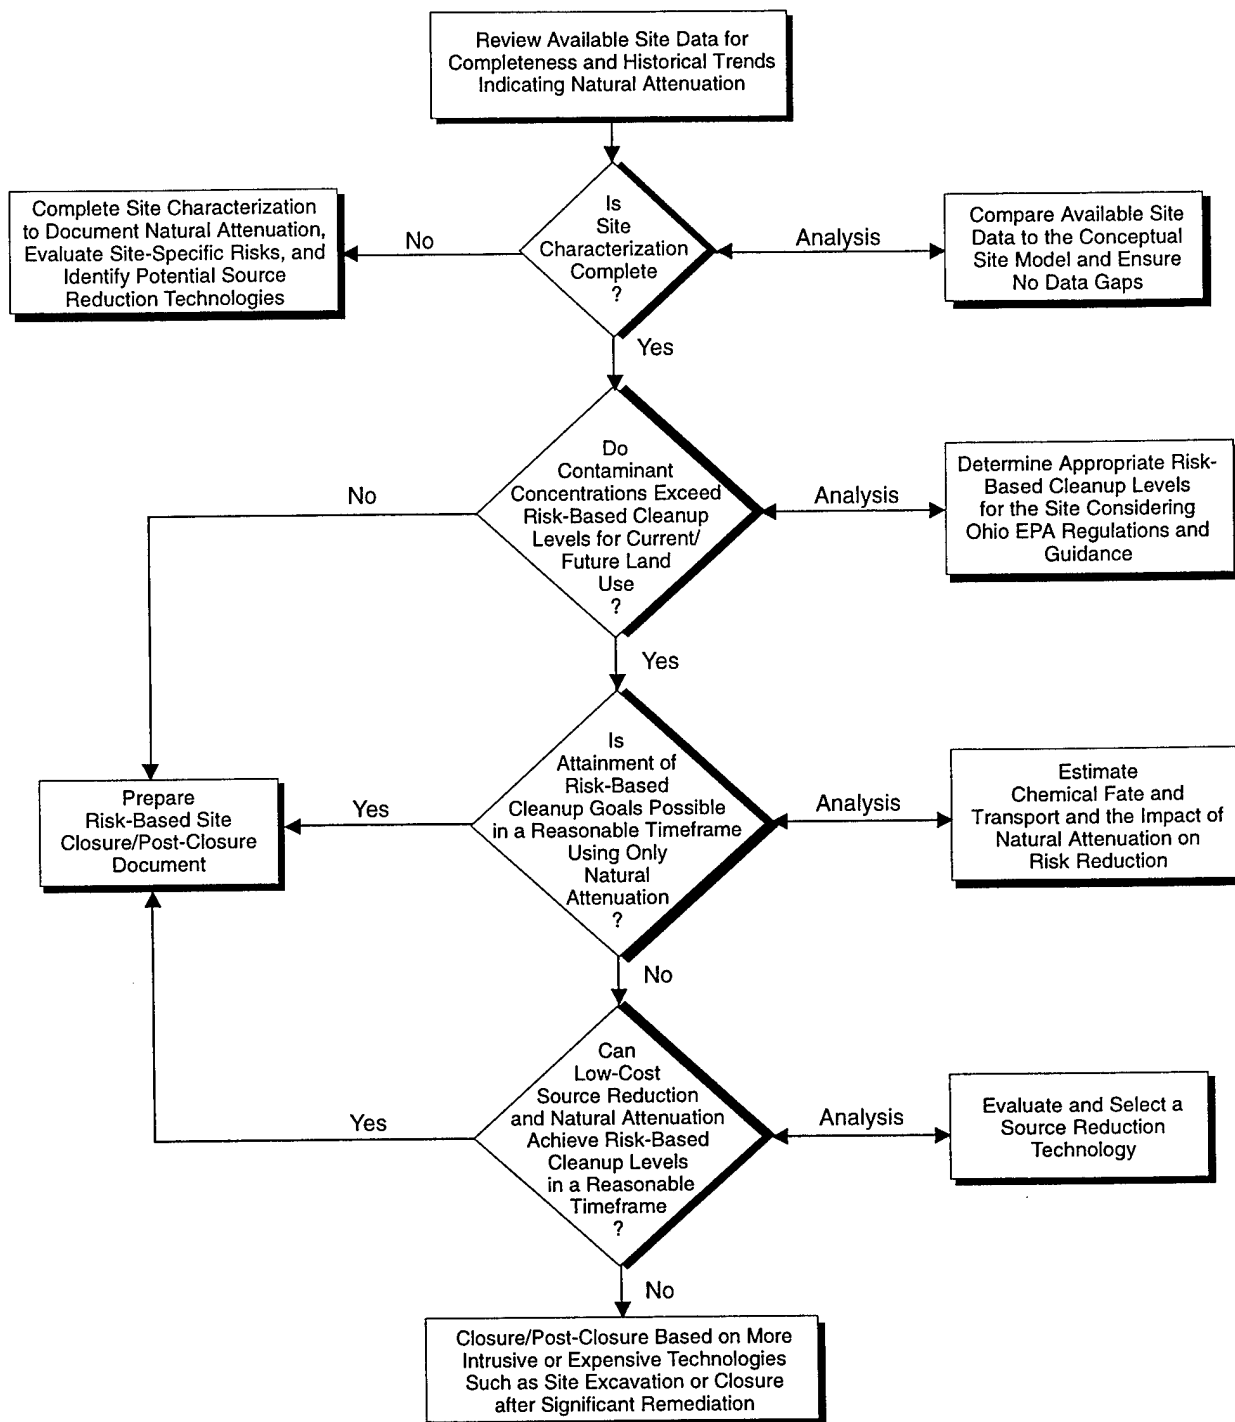 Review Available Site Data for
Completeness and Historical Trends
Indicating Natural Attenuation
Complete Site Characterization
to Document Natural Attenuation,
Evaluate Site-Specific Risks, and
Identify Potential Source
Reduction Technologies
No
Is
Site
Characterization
Complete
?
Analysis
Compare Available Site
Data to the Conceptual
Site Model and Ensure
No Data Gaps
Yes
No
Do
Contaminant
Concentrations Exceed
Risk-Based Cleanup
Levels for Current/
Future Land
Use
?
Analysis
Determine Appropriate Risk-
Based Cleanup Levels
for the Site Considering
Ohio EPA Regulations and
Guidance
Yes
Prepare
Risk-Based Site
Closure/Post-Closure
Document
Yes
Is
Attainment of
Risk-Based
Cleanup Goals Possible
in a Reasonable Timeframe
Using Only
Natural
Attenuation
?
Analysis
Estimate
Chemical Fate and
Transport and the Impact of
Natural Attenuation on
Risk Reduction
No
Yes
Can
Low-Cost
Source Reduction
and Natural Attenuation
Achieve Risk-Based
Cleanup Levels
in a Reasonable
Timeframe
?
Analysis
Evaluate and Select a
Source Reduction
Technology
No
Closure/Post-Closure Based on More
Intrusive or Expensive Technologies
Such as Site Excavation or Closure
after Significant Remediation